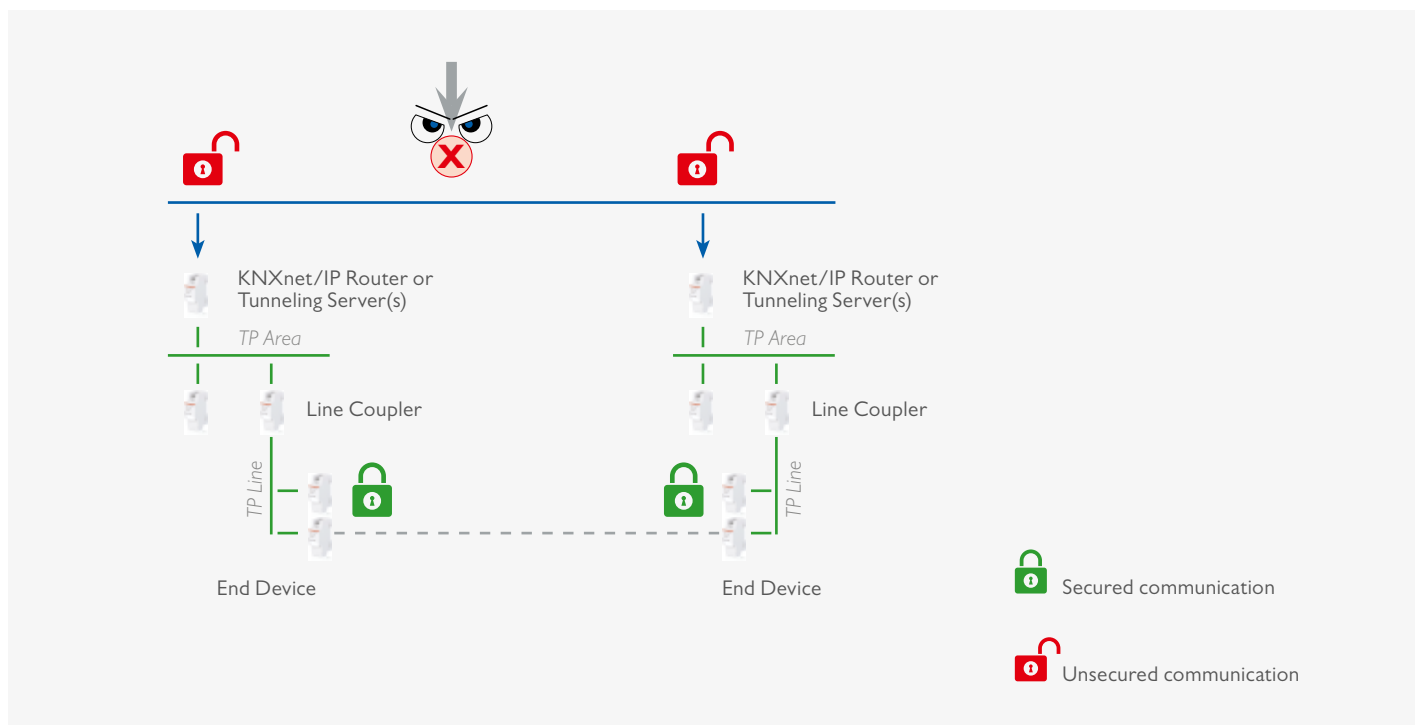 X
KNXnet/IP Router or
Tunneling Server(s)
KNXnet/IP Router or
Tunneling Server(s)
TP Area
TP Area
Line Coupler
Line Coupler
TP Line
TP Line
End Device
End Device
Secured communication
Unsecured communication